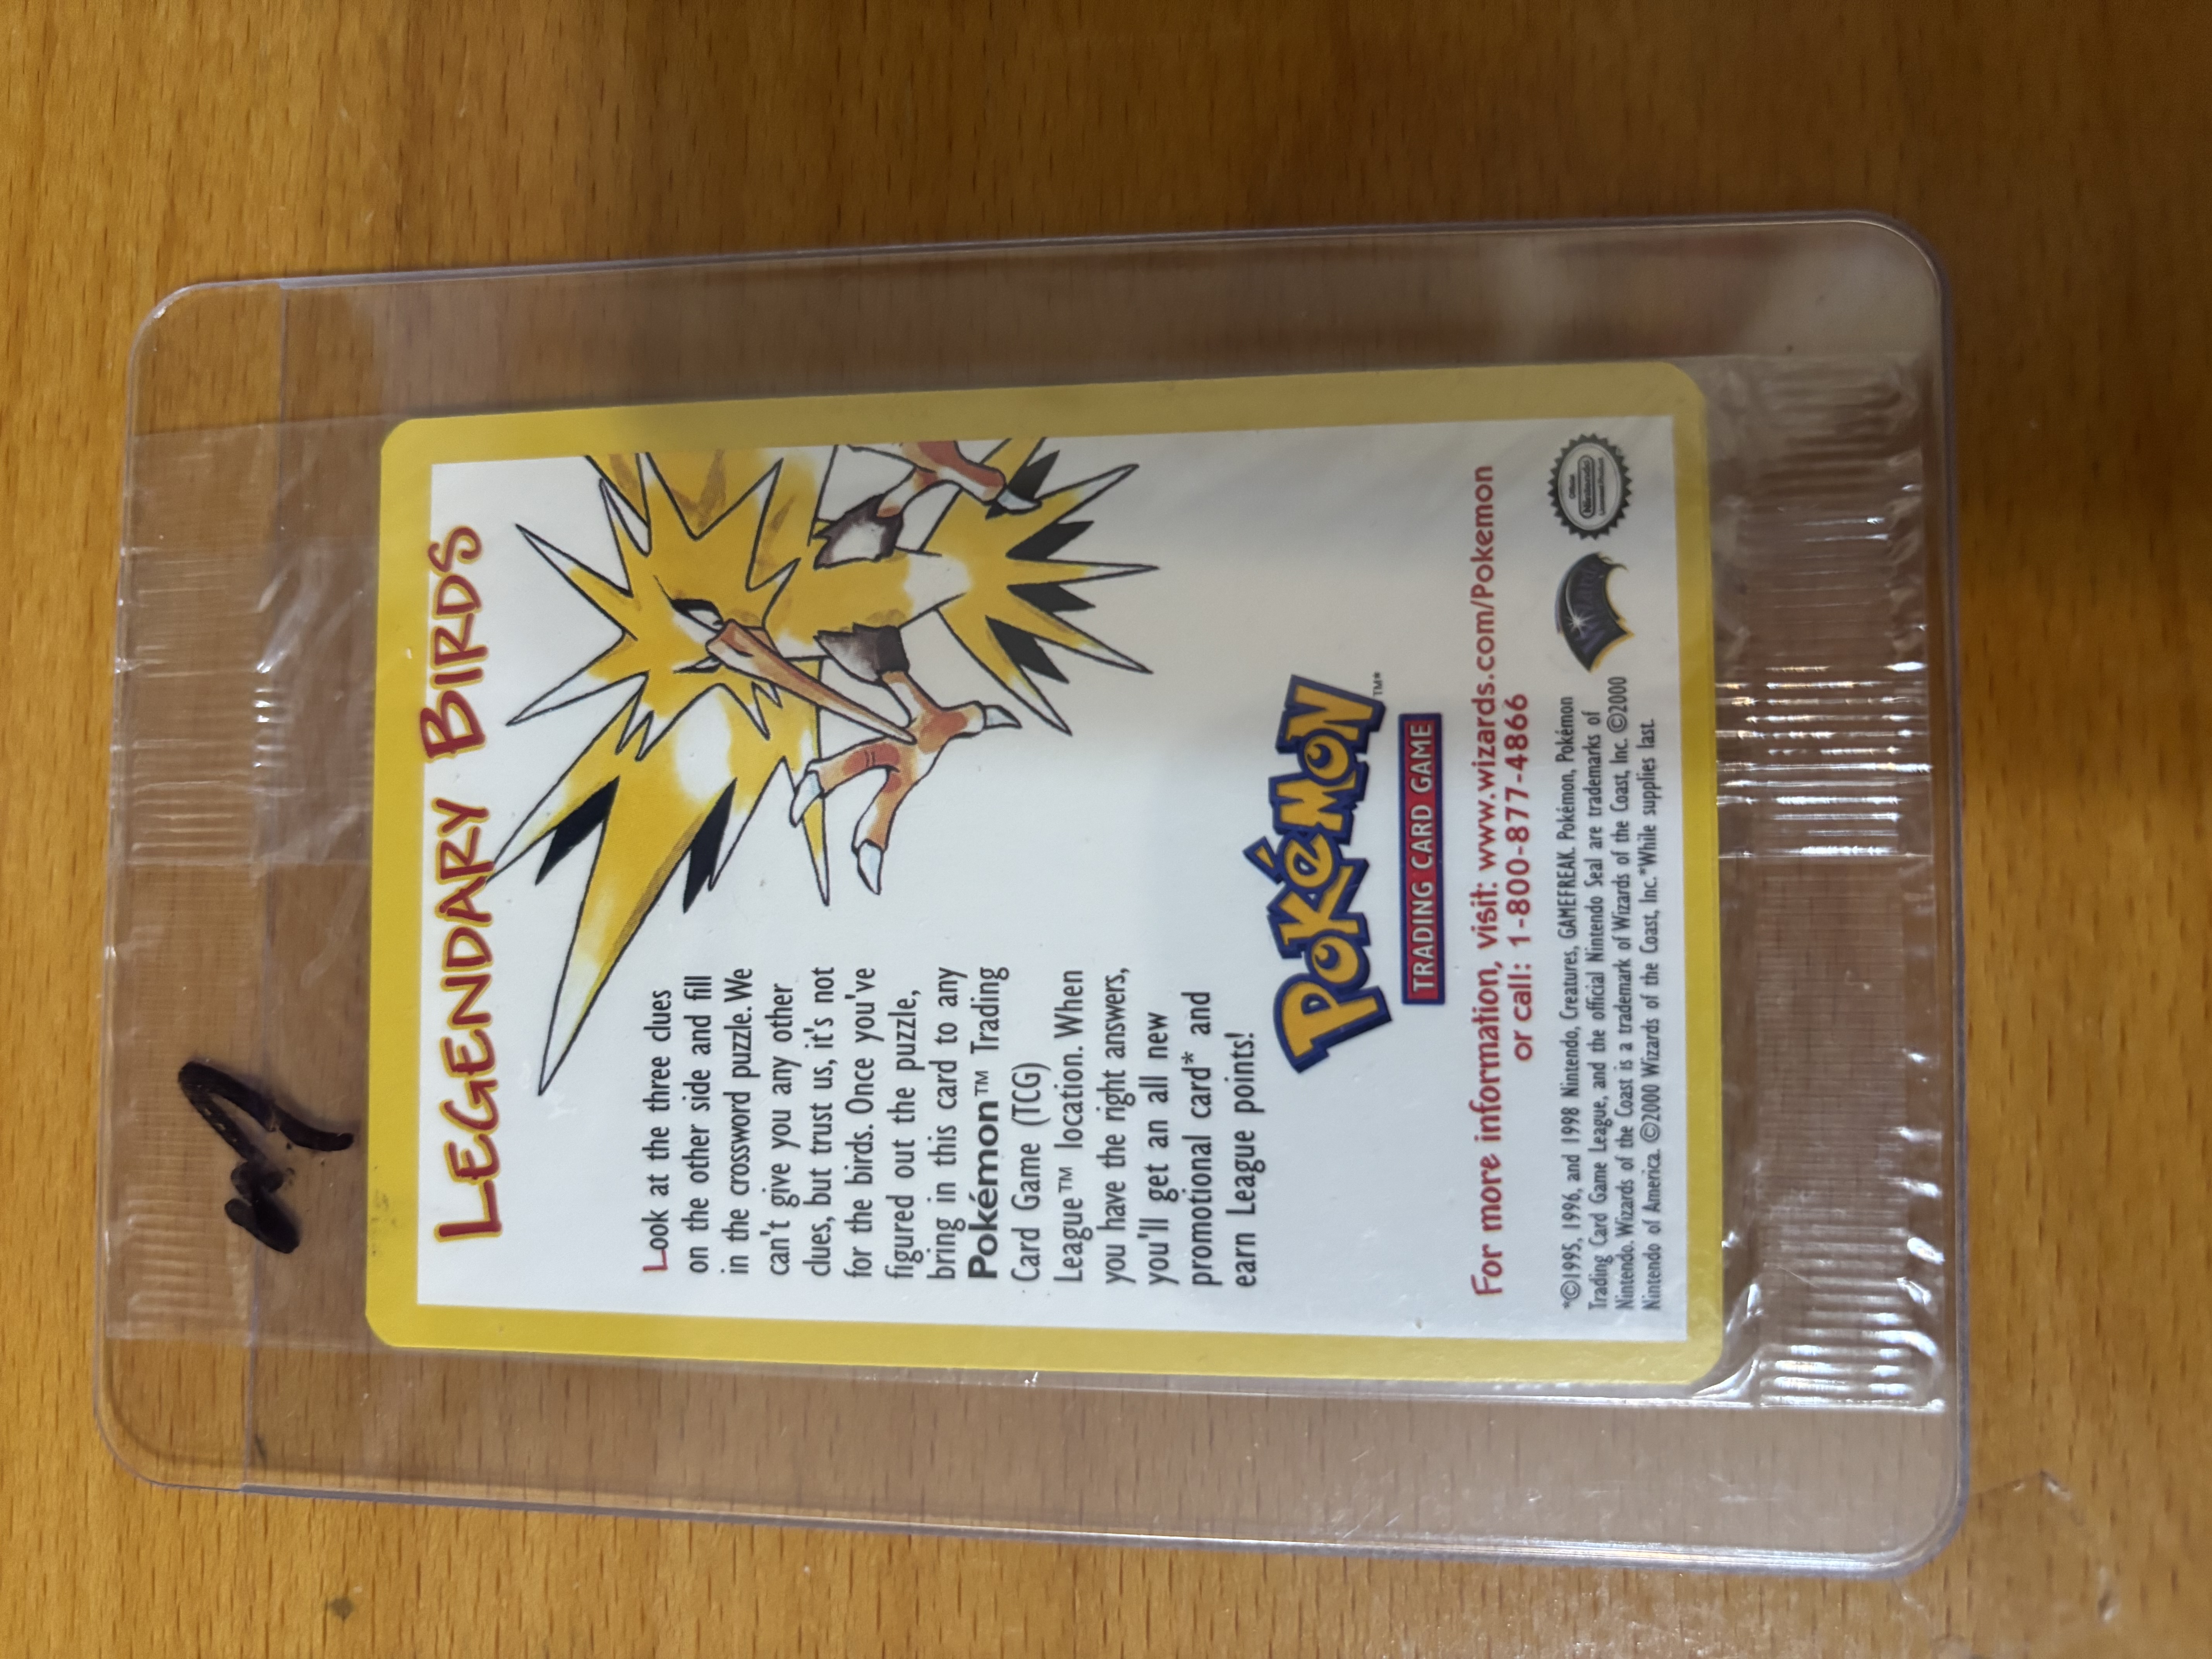 LEGENDARY BIRDS
Look at the three clues
on the other side and fill
in the crossword puzzle. We
can't give you any other
clues, but trust us, it's not
for the birds. Once you've
figured out the puzzle,
bring in this card to any
Pokémon™ Trading
Card Game (TCG)
League™ location. When
you have the right answers,
you'll get an all new
promotional card* and
earn League points!
POKéMON™*
TRADING CARD GAME
For more information, visit: www.wizards.com/Pokemon
or call: 1-800-877-4866
*©1995, 1996, and 1998 Nintendo, Creatures, GAMEFREAK. Pokémon, Pokémon
Trading Card Game League, and the official Nintendo Seal are trademarks of
Nintendo. Wizards of the Coast is a trademark of Wizards of the Coast, Inc. ©2000
Nintendo of America. ©2000 Wizards of the Coast, Inc. *While supplies last.
Wizards
Official
Nintendo
Licensed Product